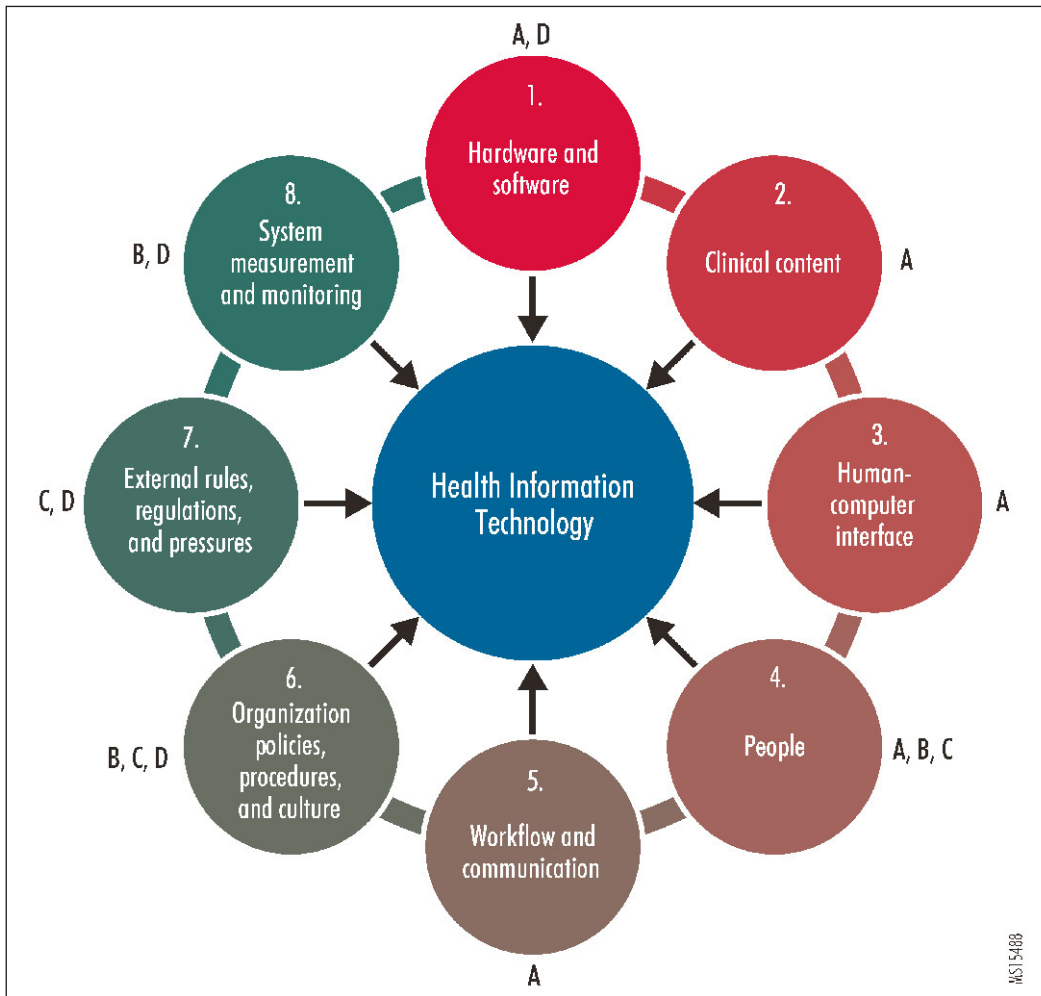 A, D
1.
Hardware and
software
2.
Clinical content
A
3.
Human-
computer
interface
A
4.
People
A, B, C
5.
Workflow and
communication
A
6.
Organization
policies,
procedures,
and culture
B, C, D
7.
External rules,
regulations,
and pressures
C, D
8.
System
measurement
and monitoring
B, D
Health Information
Technology
MS15488